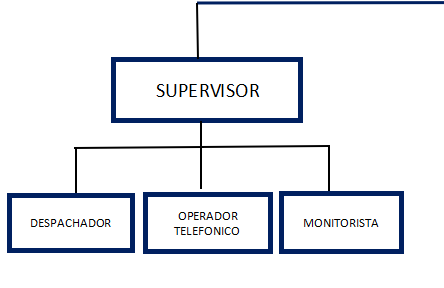 SUPERVISOR
DESPACHADOR
OPERADOR
TELEFONICO
MONITORISTA